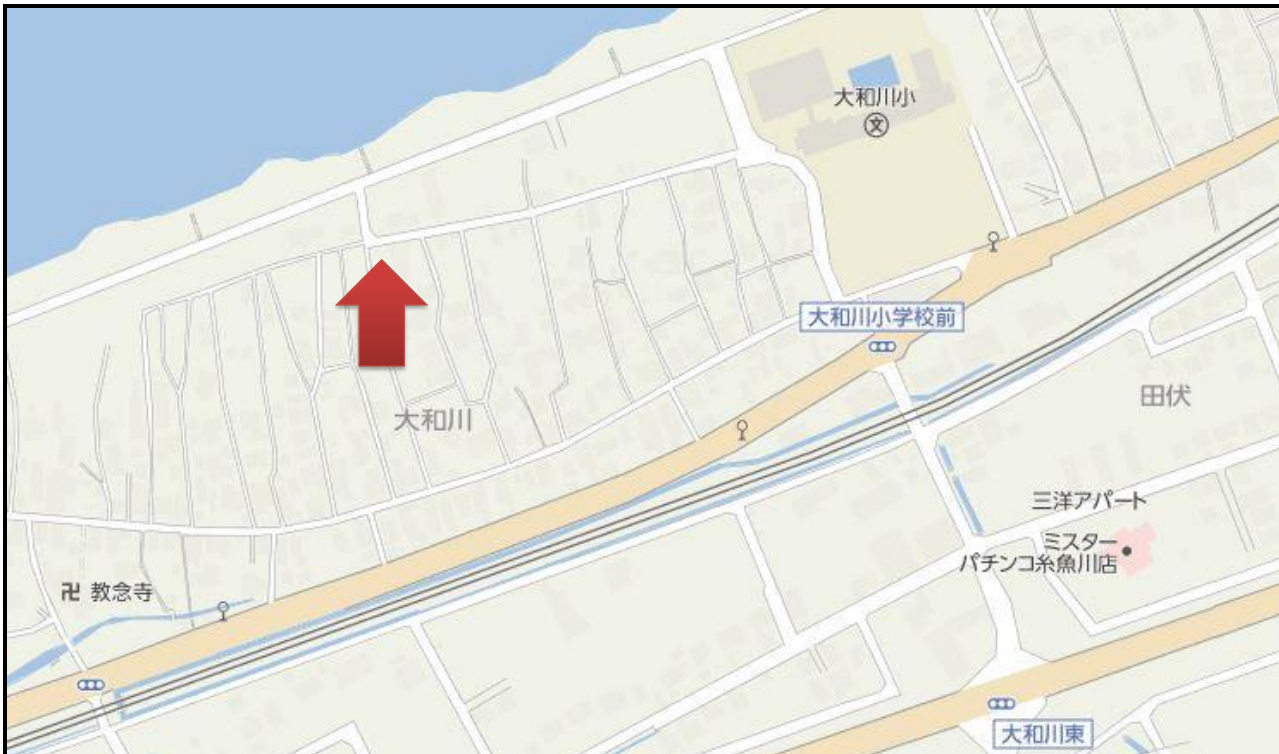 大和川小
文
大和川小学校前
田伏
大和川
三洋アパート
ミスター
パチンコ糸魚川店
卍 教念寺
大和川東